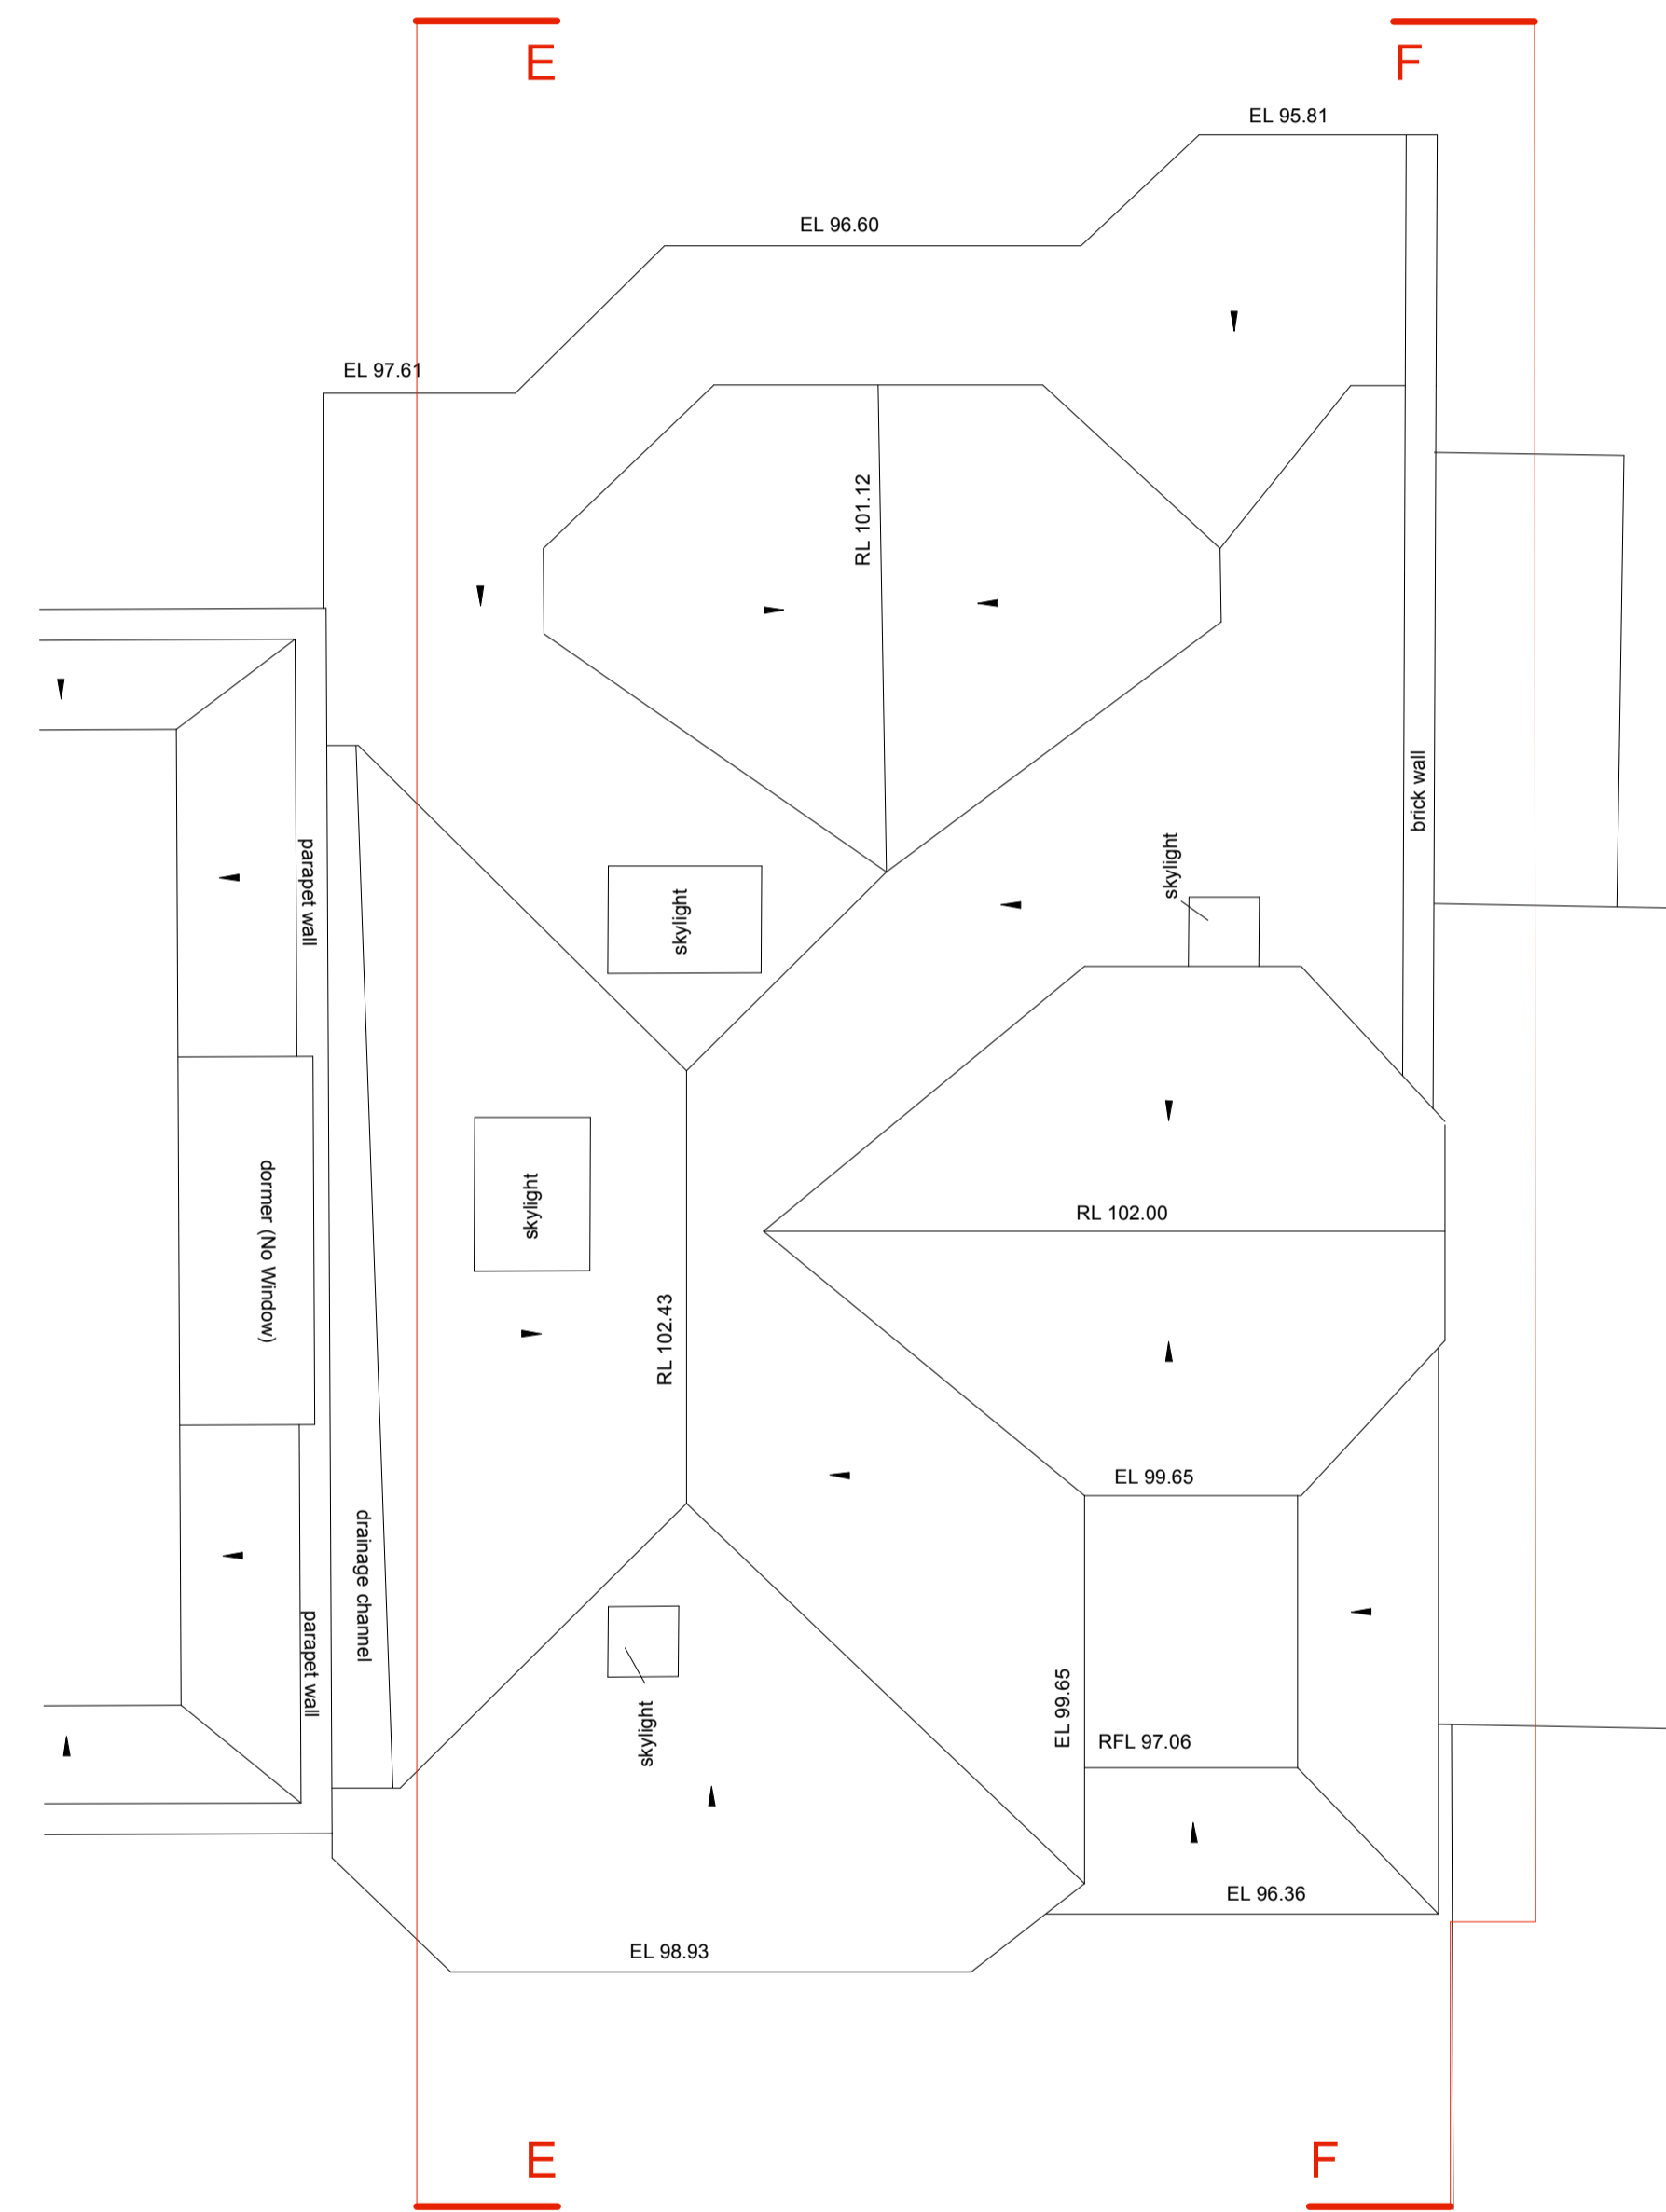 E
F
EL 95.81
EL 96.60
EL 97.61
RL 101.12
brick wall
parapet wall
skylight
skylight
dormer (No Window)
skylight
RL 102.00
RL 102.43
EL 99.65
drainage channel
parapet wall
skylight
EL 99.65
RFL 97.06
EL 96.36
EL 98.93
E
F